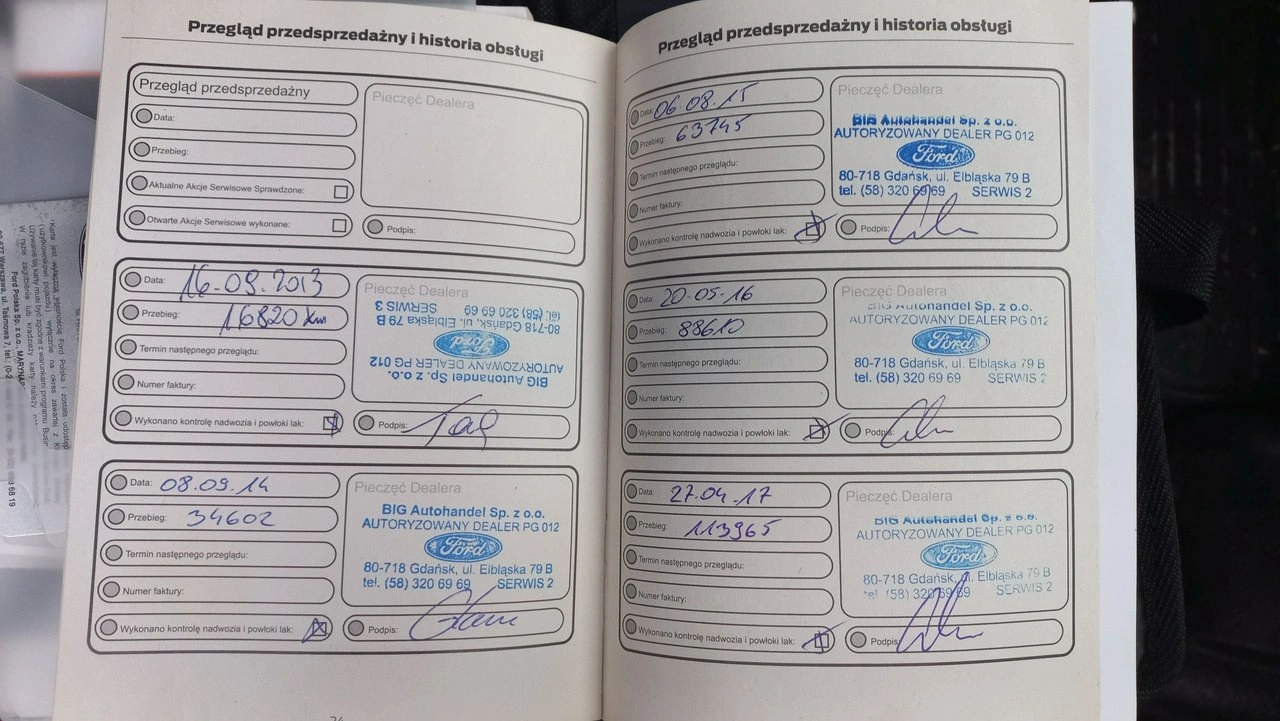 Przegląd przedsprzedażny i historia obsługi
Przegląd przedsprzedażny
Data:
Przebieg:
Aktualne Akcje Serwisowe Sprawdzone:
Otwarte Akcje Serwisowe wykonane:
Pieczęć Dealera
Podpis:
Data: 16-09.2013
Przebieg: 16820 km
Termin następnego przeglądu:
Numer faktury:
Wykonano kontrolę nadwozia i powłoki lak:
Pieczęć Dealera
BIG Autohandel Sp. z o.o.
AUTORYZOWANY DEALER PG 012
Ford
80-718 Gdańsk, ul. Elbląska 79 B
tel. (58) 320 69 69 SERWIS 3
Podpis:
Data: 08.09.14
Przebieg: 34602
Termin następnego przeglądu:
Numer faktury:
Wykonano kontrolę nadwozia i powłoki lak:
Pieczęć Dealera
BIG Autohandel Sp. z o.o.
AUTORYZOWANY DEALER PG 012
Ford
80-718 Gdańsk, ul. Elbląska 79 B
tel. (58) 320 69 69 SERWIS 2
Podpis:
Przegląd przedsprzedażny i historia obsługi
Data: 06.08.15
Przebieg: 63745
Termin następnego przeglądu:
Numer faktury:
Wykonano kontrolę nadwozia i powłoki lak:
Pieczęć Dealera
BIG Autohandel Sp. z o.o.
AUTORYZOWANY DEALER PG 012
Ford
80-718 Gdańsk, ul. Elbląska 79 B
tel. (58) 320 69 69 SERWIS 2
Podpis:
Data: 20-05-16
Przebieg: 88610
Termin następnego przeglądu:
Numer faktury:
Wykonano kontrolę nadwozia i powłoki lak:
Pieczęć Dealera
BIG Autohandel Sp. z o.o.
AUTORYZOWANY DEALER PG 012
Ford
80-718 Gdańsk, ul. Elbląska 79 B
tel. (58) 320 69 69 SERWIS 2
Podpis:
Data: 27.04.17
Przebieg: 113965
Termin następnego przeglądu:
Numer faktury:
Wykonano kontrolę nadwozia i powłoki lak:
Pieczęć Dealera
BIG Autohandel Sp. z o.o.
AUTORYZOWANY DEALER PG 012
Ford
80-718 Gdańsk, ul. Elbląska 79 B
tel. (58) 320 69 69 SERWIS 2
Podpis: